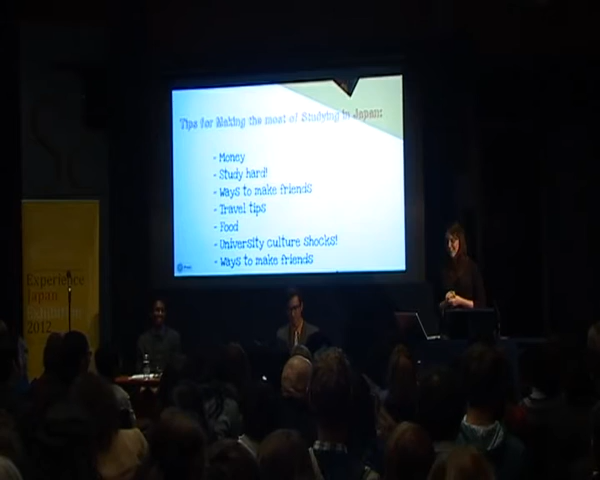 Tips for Making the most of Studying in Japan:
- Money
- Study hard!
- Ways to make friends
- Travel tips
- Food
- University culture shocks!
- Ways to make friends
Experience
Japan
Exhibition
2012